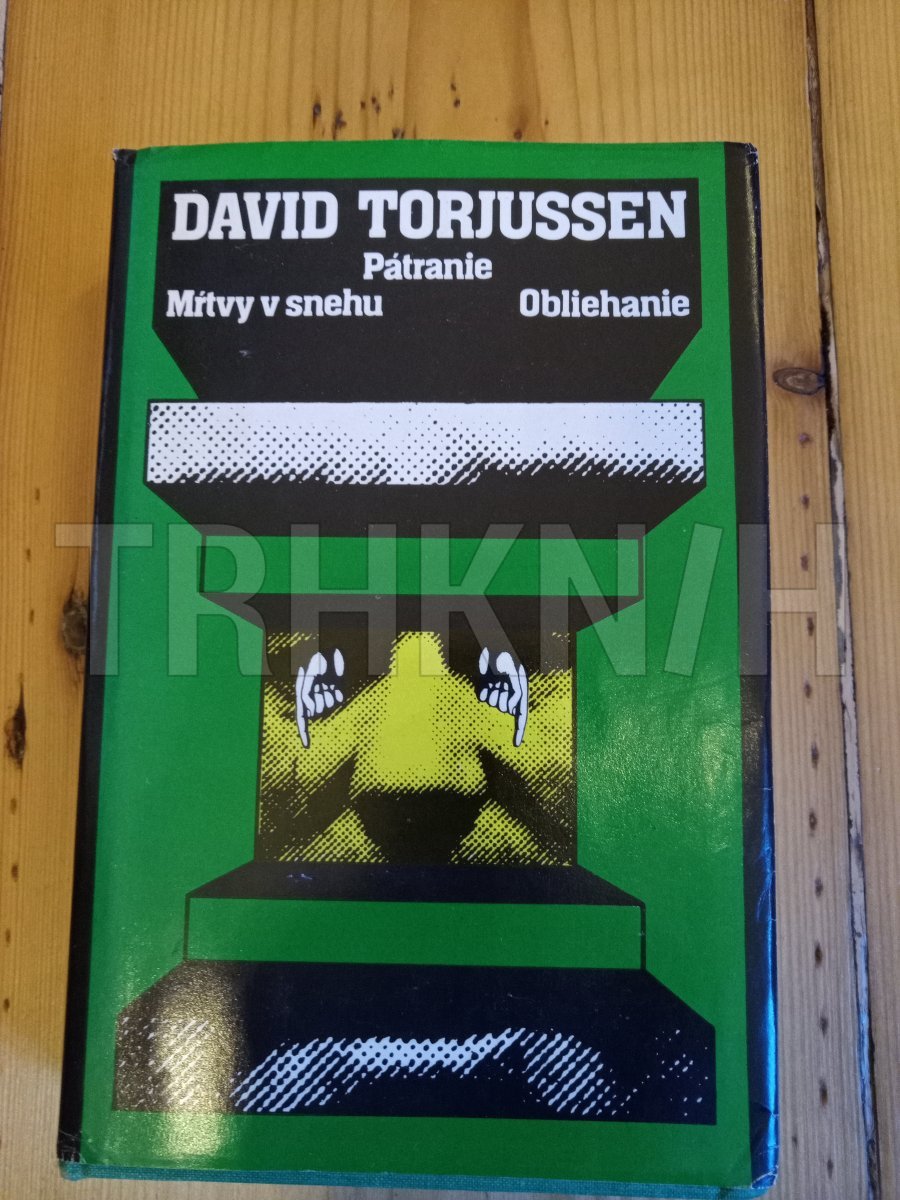 DAVID TORJUSSEN
Pátranie
Mŕtvy v snehu Obliehanie
TRHKNIH